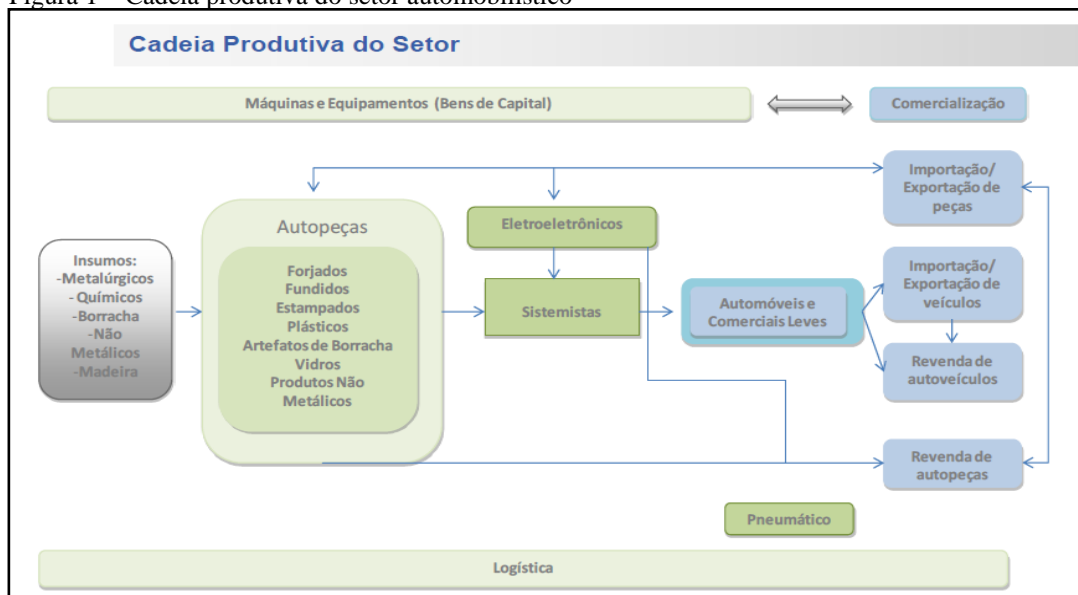 Figura 1 – Cadeia produtiva do setor automobilístico
Cadeia Produtiva do Setor
Máquinas e Equipamentos (Bens de Capital)
Comercialização
Importação/
Exportação de
peças
Autopeças
Eletroeletrônicos
Insumos:
-Metalúrgicos
- Químicos
-Borracha
-Não
Metálicos
-Madeira
Forjados
Fundidos
Estampados
Plásticos
Artefatos de Borracha
Vidros
Produtos Não
Metálicos
Sistemistas
Automóveis e
Comerciais Leves
Importação/
Exportação de
veículos
Revenda de
autoveículos
Revenda de
autopeças
Pneumático
Logística